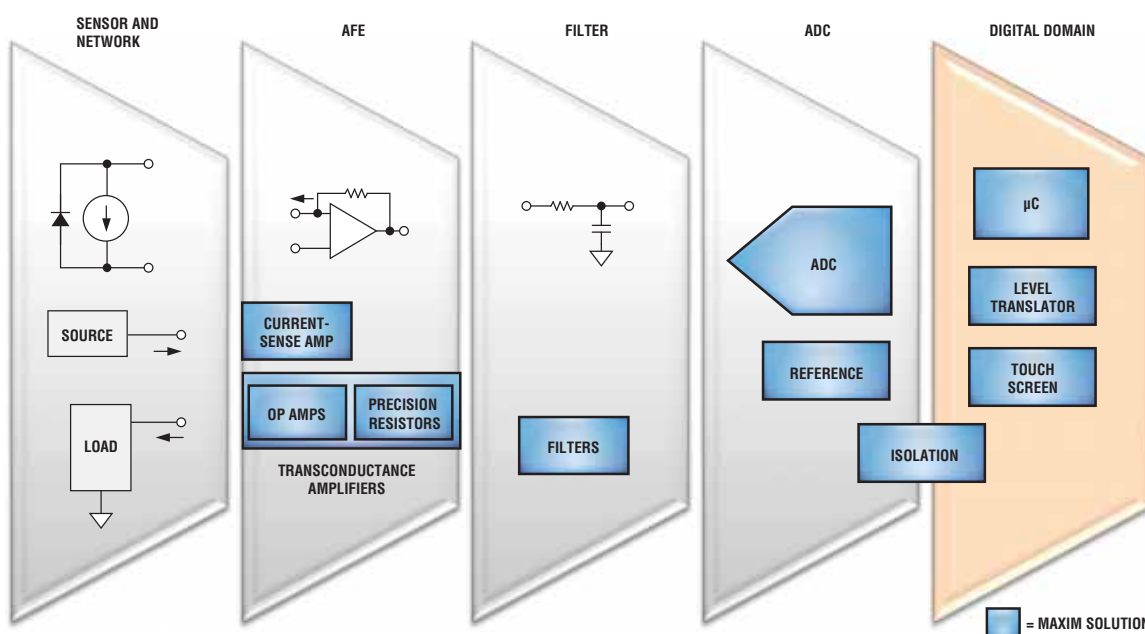 SENSOR AND
NETWORK
AFE
FILTER
ADC
DIGITAL DOMAIN
SOURCE
LOAD
CURRENT-
SENSE AMP
OP AMPS
PRECISION
RESISTORS
TRANSCONDUCTANCE
AMPLIFIERS
FILTERS
ADC
REFERENCE
ISOLATION
µC
LEVEL
TRANSLATOR
TOUCH
SCREEN
= MAXIM SOLUTION